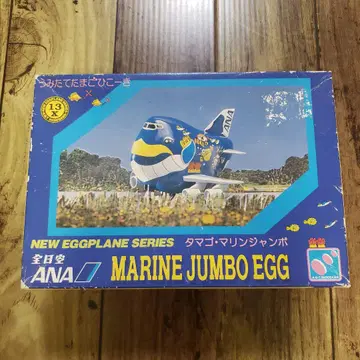 うみたてたまごひこーき
13
X
ANA
NEW EGGPLANE SERIES
タマゴ・マリンジャンボ
全日空
ANA
MARINE JUMBO EGG